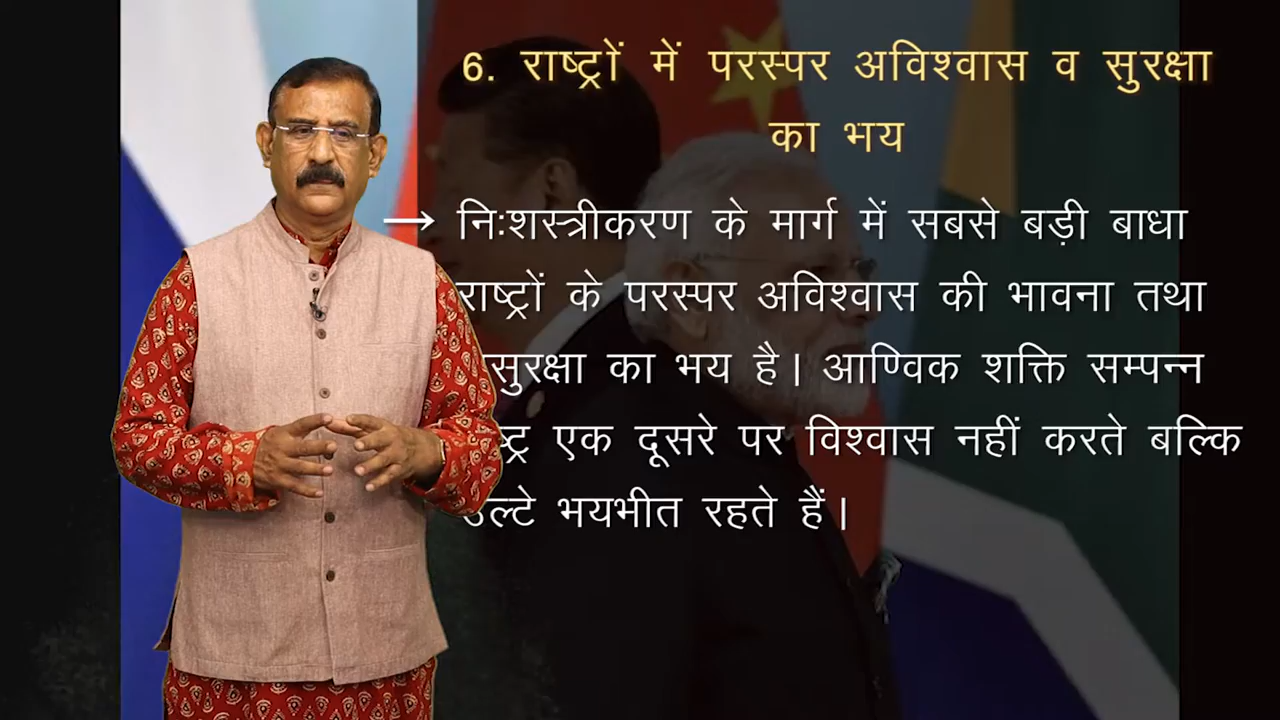 6. राष्ट्रों में परस्पर अविश्वास व सुरक्षा
का भय
→ निःशस्त्रीकरण के मार्ग में सबसे बड़ी बाधा
राष्ट्रों के परस्पर अविश्वास की भावना तथा
सुरक्षा का भय है। आण्विक शक्ति सम्पन्न
एक दूसरे पर विश्वास नहीं करते बल्कि
उल्टे भयभीत रहते हैं।